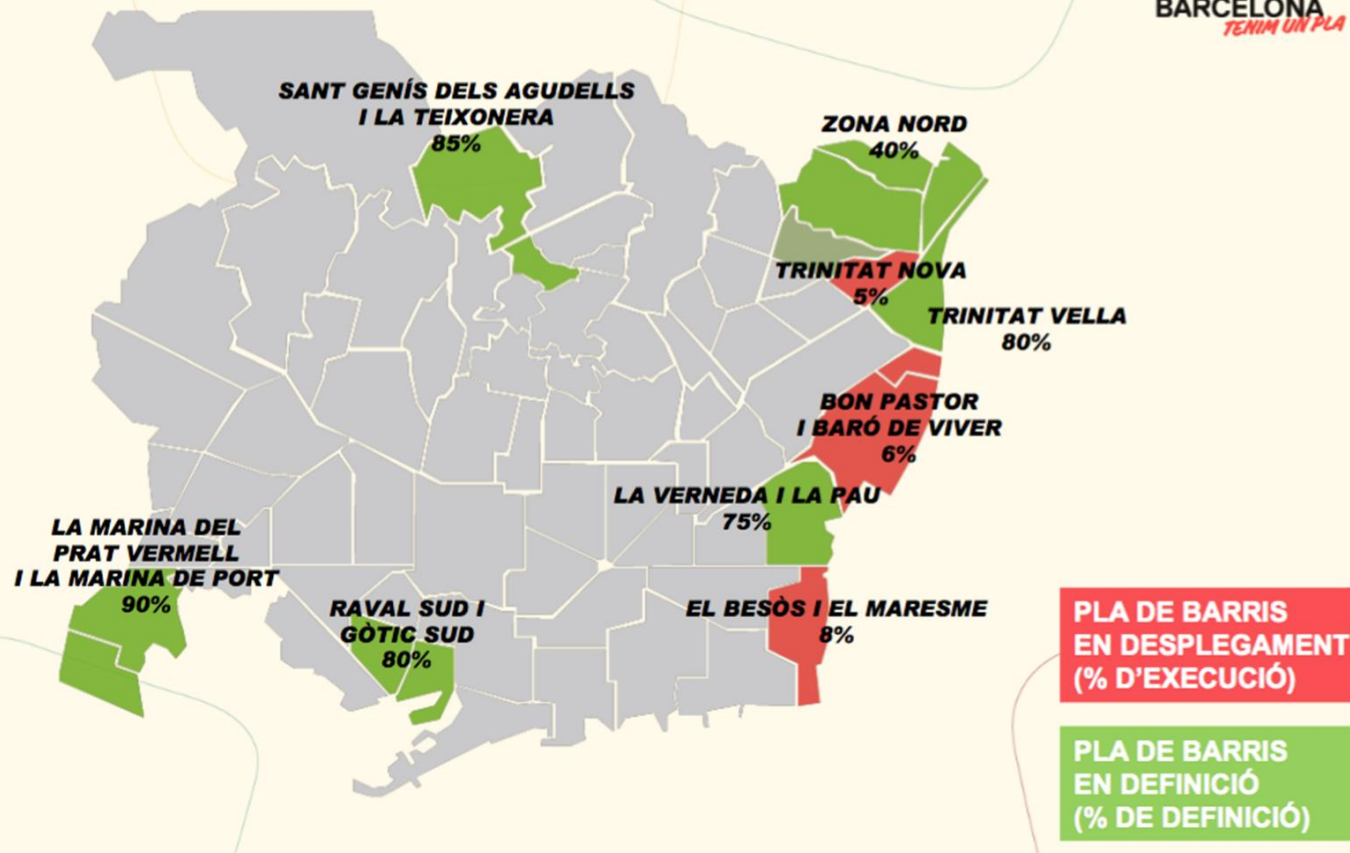 BARCELONA
TENIM UN PLA
SANT GENÍS DELS AGUDELLS
I LA TEIXONERA
85%
ZONA NORD
40%
TRINITAT NOVA
5%
TRINITAT VELLA
80%
BON PASTOR
I BARÓ DE VIVER
6%
LA VERNEDA I LA PAU
75%
LA MARINA DEL
PRAT VERMELL
I LA MARINA DE PORT
90%
RAVAL SUD I
GÒTIC SUD
80%
EL BESÒS I EL MARESME
8%
PLA DE BARRIS
EN DESPLEGAMENT
(% D'EXECUCIÓ)
PLA DE BARRIS
EN DEFINICIÓ
(% DE DEFINICIÓ)